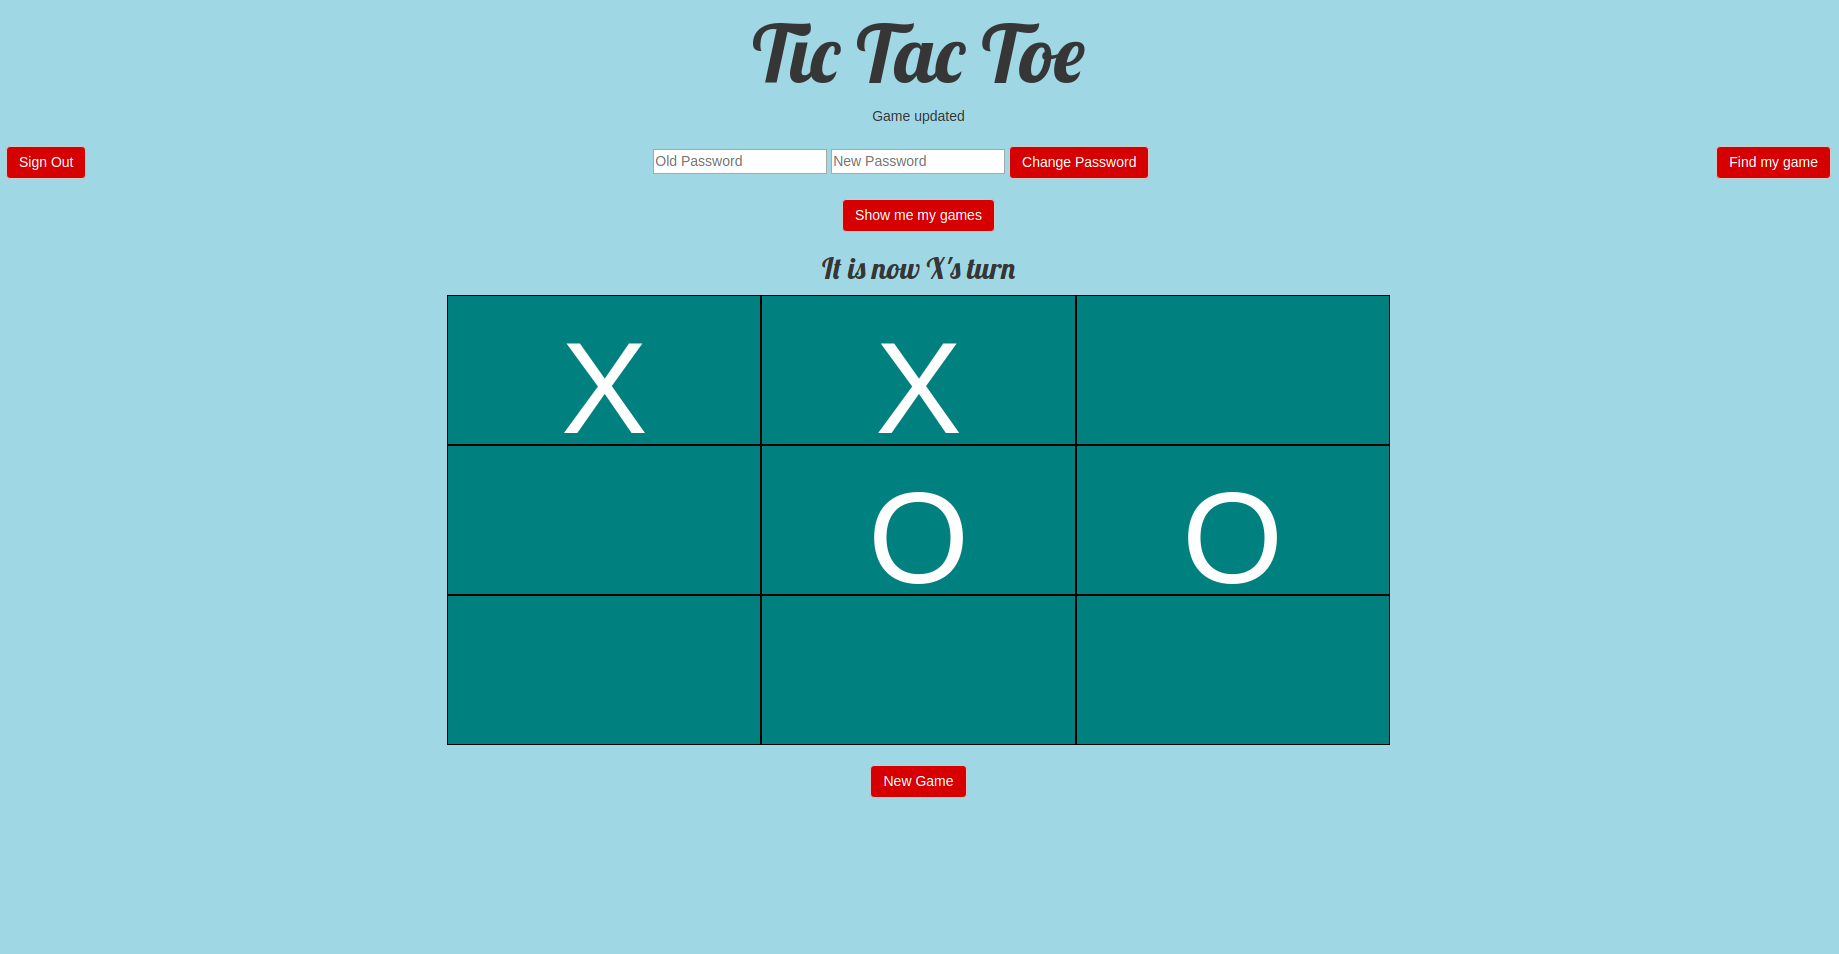 Tic Tac Toe
Game updated
Sign Out Old Password New Password Change Password Find my game
Show me my games
It is now X's turn
X X
O O
New Game